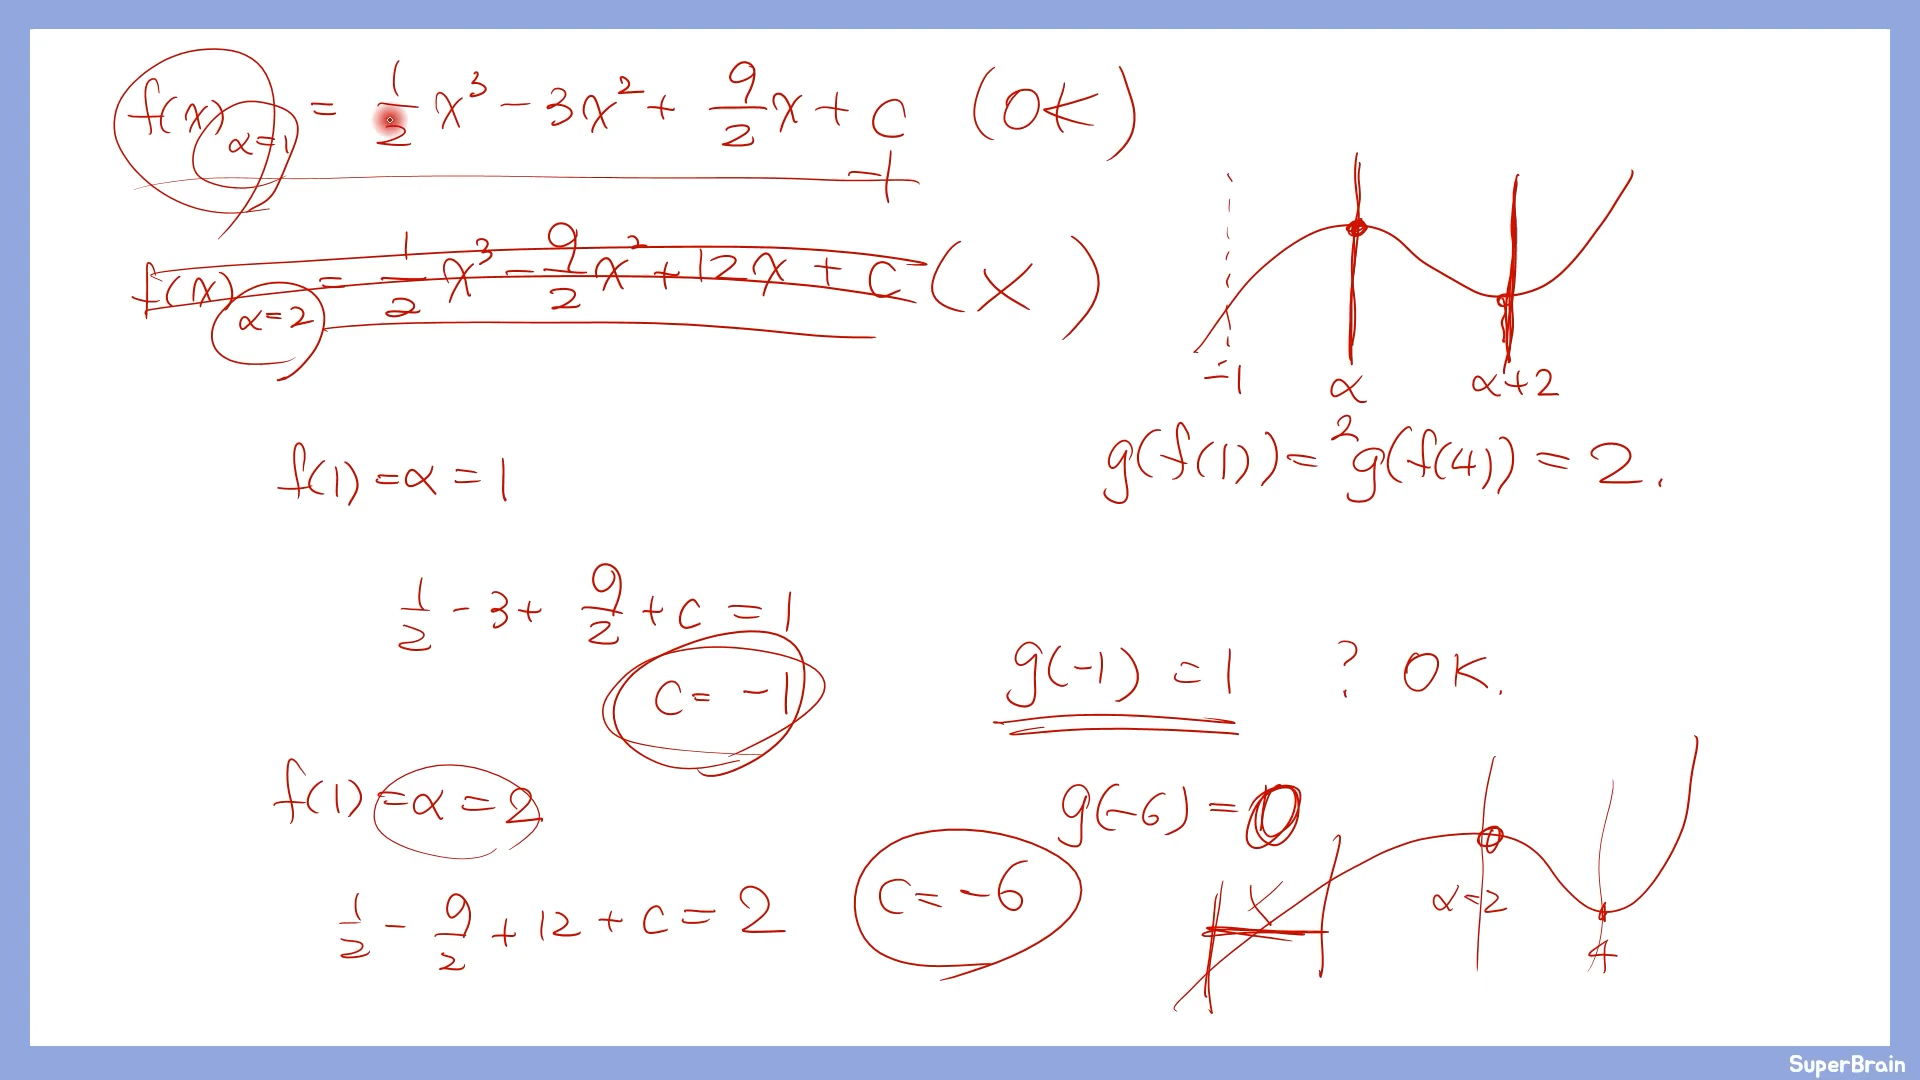 f(x) α=1 = 1/2 x³ - 3x² + 9/2 x + C (OK)
-1
f(x) α=2 = 1/2 x³ - 9/2 x² + 12x + C (X)
-1 α α+2
f(1) = α = 1
g(f(1)) = 2 g(f(4)) = 2.
1/2 - 3 + 9/2 + C = 1
C = -1
g(-1) = 1 ? OK.
f(1) = α = 2
g(-6) = 0
1/2 - 9/2 + 12 + C = 2
C = -6
α=2
4
SuperBrain